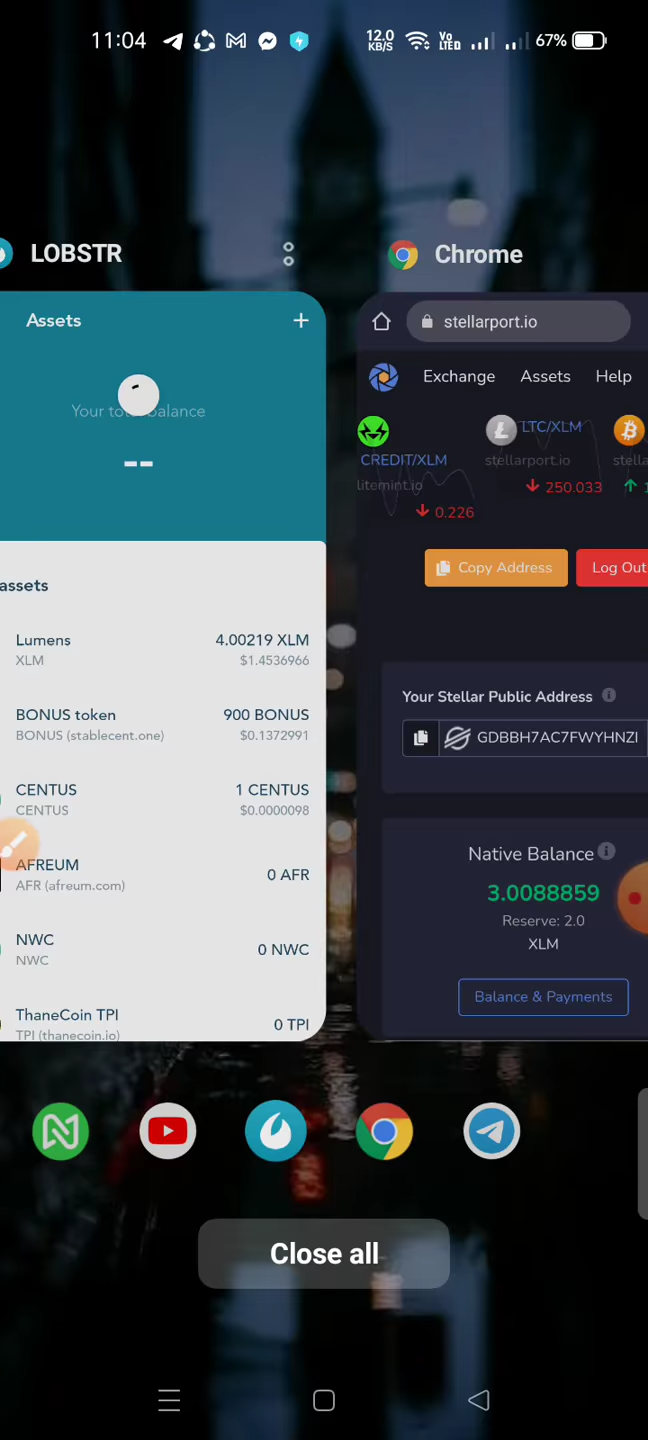 11:04
12.0 KB/S
Vo LTED
67%
LOBSTR
Chrome
Assets
+
Your total balance
--
assets
Lumens
4.00219 XLM
XLM
$1.4536966
BONUS token
900 BONUS
BONUS (stablecent.one)
$0.1372991
CENTUS
1 CENTUS
CENTUS
$0.0000098
AFREUM
0 AFR
AFR (afreum.com)
NWC
0 NWC
NWC
ThaneCoin TPI
0 TPI
TPI (thanecoin.io)
stellarport.io
Exchange
Assets
Help
CREDIT/XLM
litemint.io
0.226
LTC/XLM
stellarport.io
250.033
Copy Address
Log Out
Your Stellar Public Address
GDBBH7AC7FWYHNZI
Native Balance
3.0088859
Reserve: 2.0
XLM
Balance & Payments
Close all